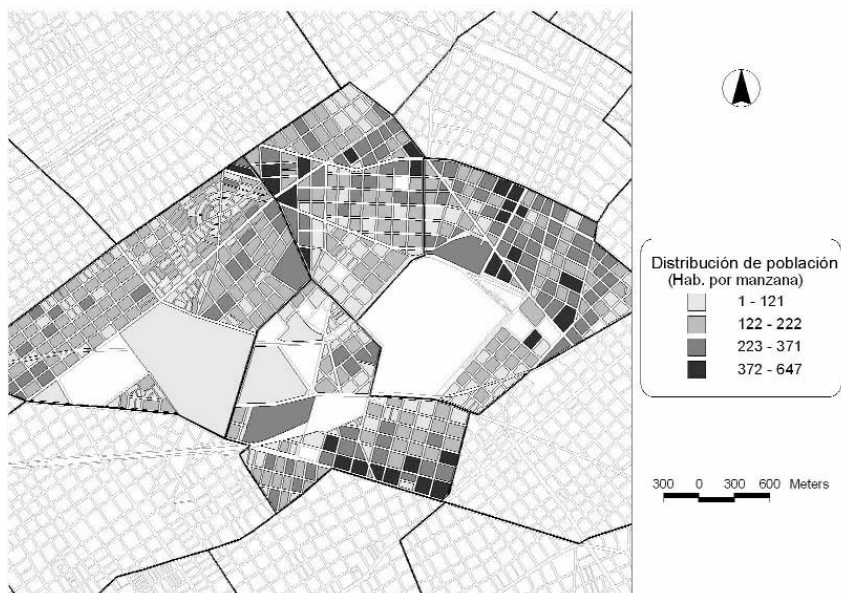 Distribución de población
(Hab. por manzana)
1 - 121
122 - 222
223 - 371
372 - 647
300 0 300 600 Meters